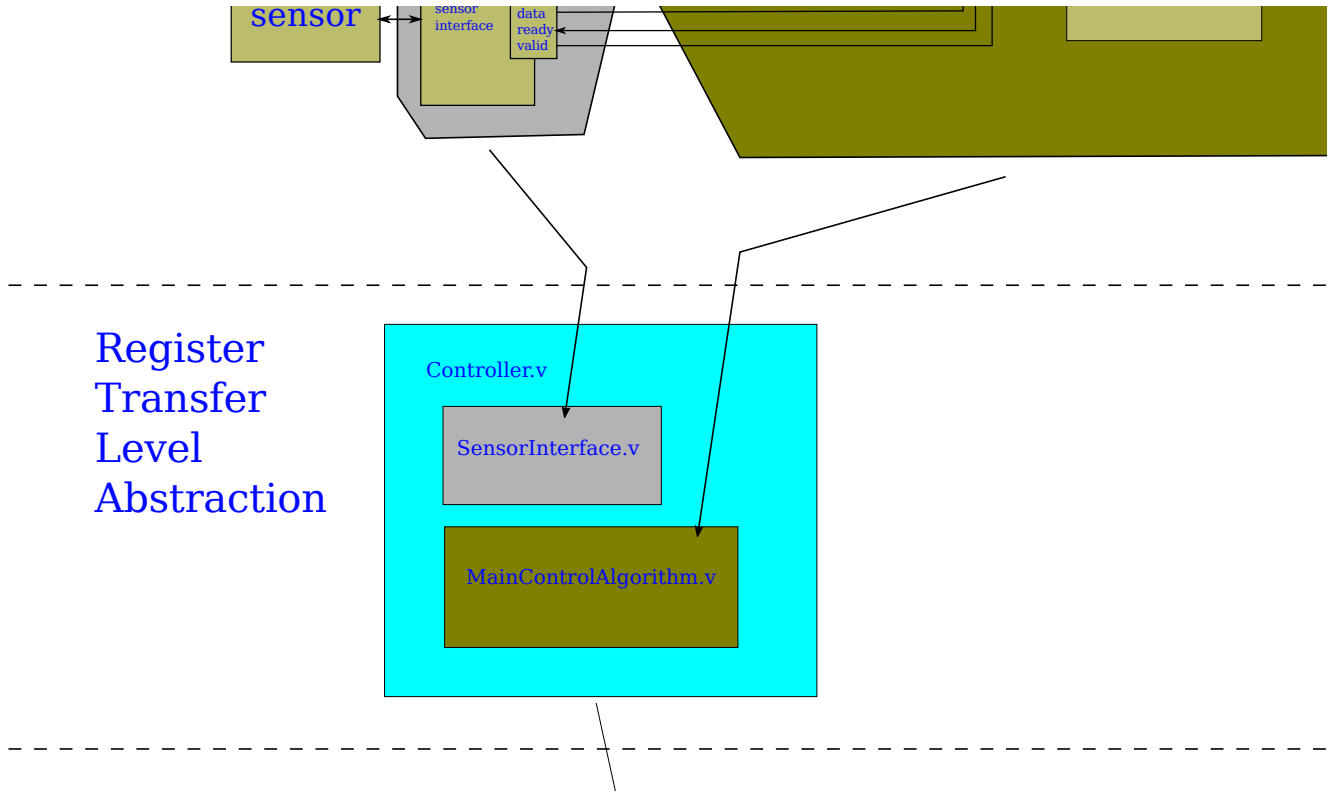 sensor
sensor
interface
data
ready
valid
Register
Transfer
Level
Abstraction
Controller.v
SensorInterface.v
MainControlAlgorithm.v